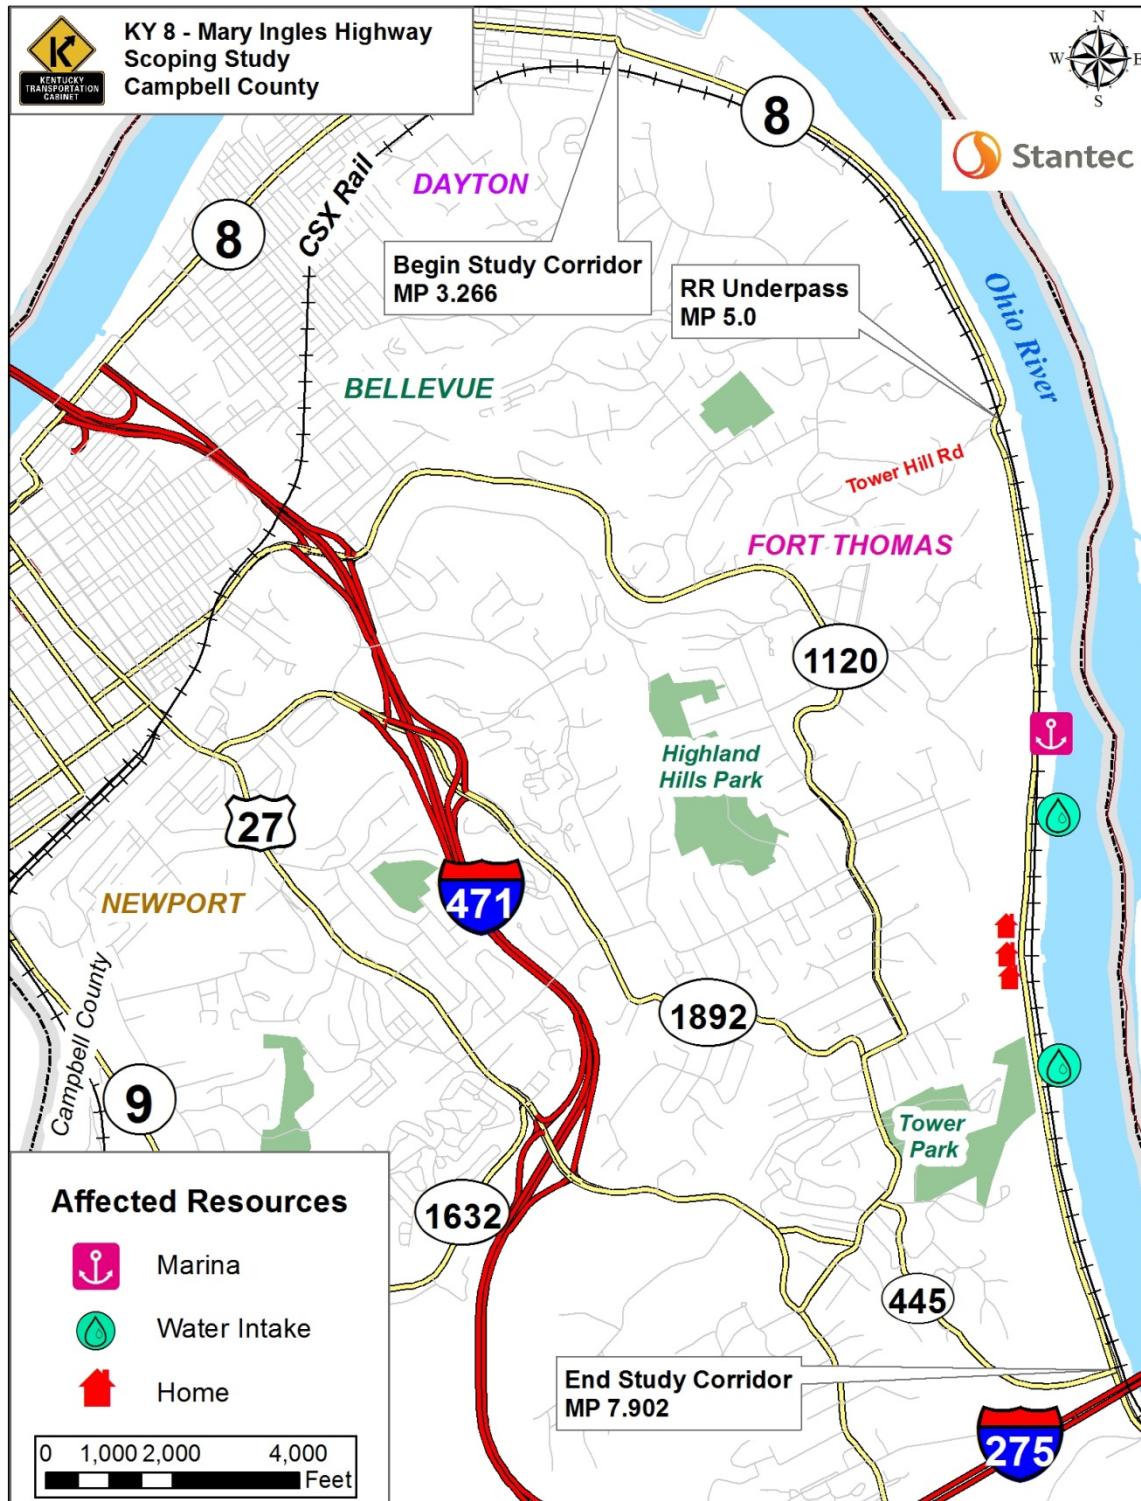 KY 8 - Mary Ingles Highway
Scoping Study
Campbell County
KENTUCKY
TRANSPORTATION
CABINET
N
W
E
S
Stantec
8
8
CSX Rail
DAYTON
Begin Study Corridor
MP 3.266
RR Underpass
MP 5.0
Ohio River
BELLEVUE
Tower Hill Rd
FORT THOMAS
1120
Highland
Hills Park
27
471
NEWPORT
Campbell County
1892
9
Tower
Park
1632
445
End Study Corridor
MP 7.902
275
Affected Resources
Marina
Water Intake
Home
0 1,000 2,000 4,000
Feet